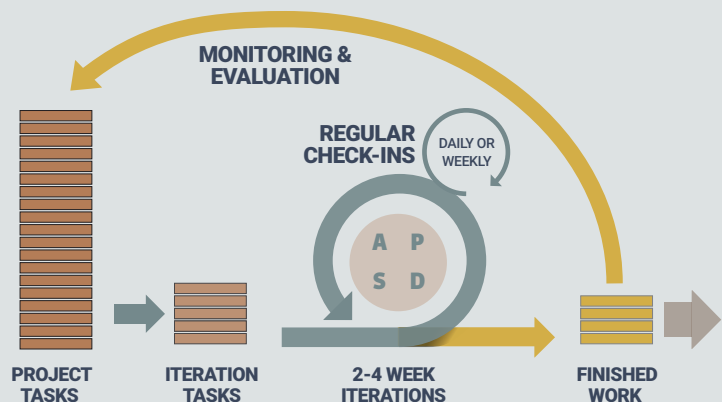 MONITORING &
EVALUATION
REGULAR
CHECK-INS
DAILY OR
WEEKLY
A P
S D
PROJECT
TASKS
ITERATION
TASKS
2-4 WEEK
ITERATIONS
FINISHED
WORK